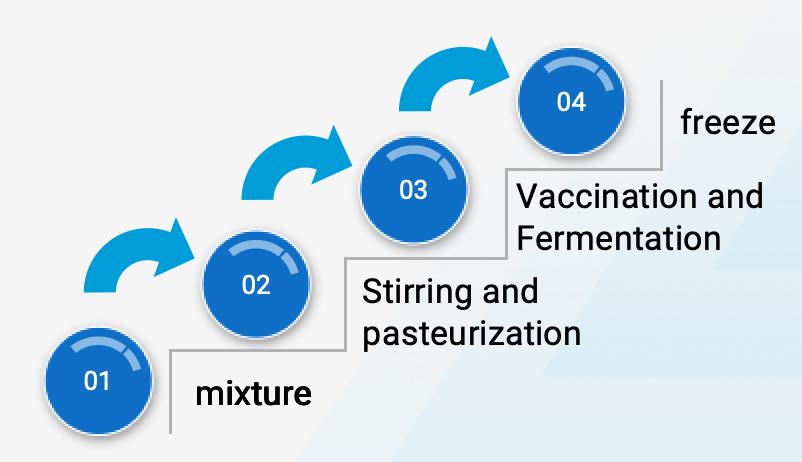 01
mixture
02
Stirring and
pasteurization
03
Vaccination and
Fermentation
04
freeze